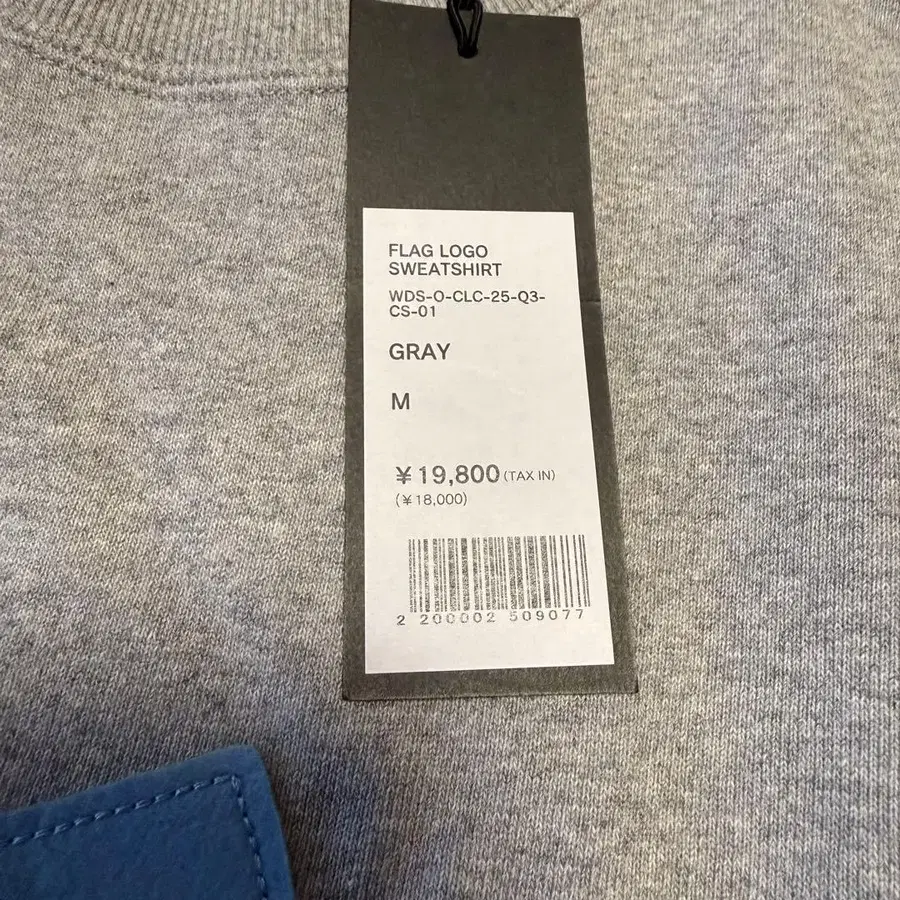 FLAG LOGO
SWEATSHIRT
WDS-O-CLC-25-Q3-
CS-01
GRAY
M
¥19,800(TAX IN)
(¥18,000)
2 200002 509077